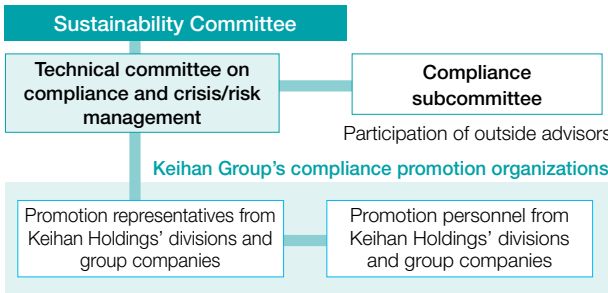 Sustainability Committee
Technical committee on
compliance and crisis/risk
management
Compliance
subcommittee
Participation of outside advisors
Keihan Group's compliance promotion organizations
Promotion representatives from
Keihan Holdings' divisions and
group companies
Promotion personnel from
Keihan Holdings' divisions
and group companies